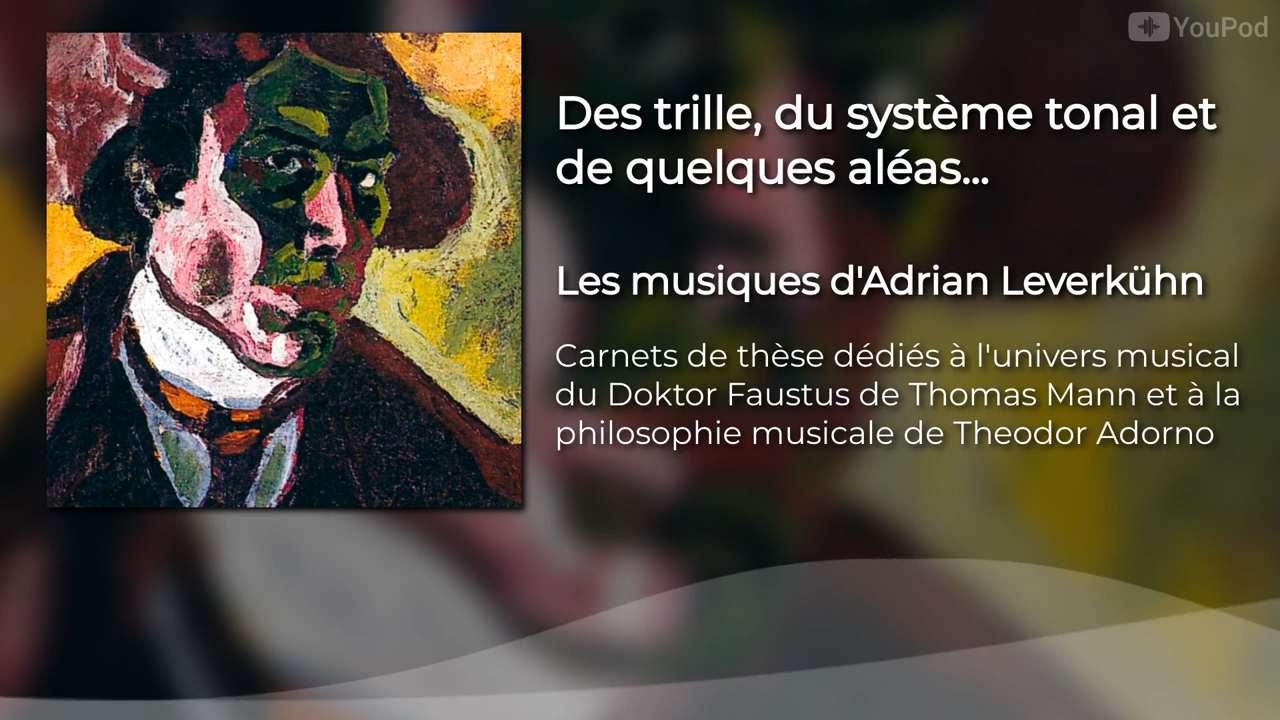 YouPod
Des trille, du système tonal et
de quelques aléas...
Les musiques d'Adrian Leverkühn
Carnets de thèse dédiés à l'univers musical
du Doktor Faustus de Thomas Mann et à la
philosophie musicale de Theodor Adorno